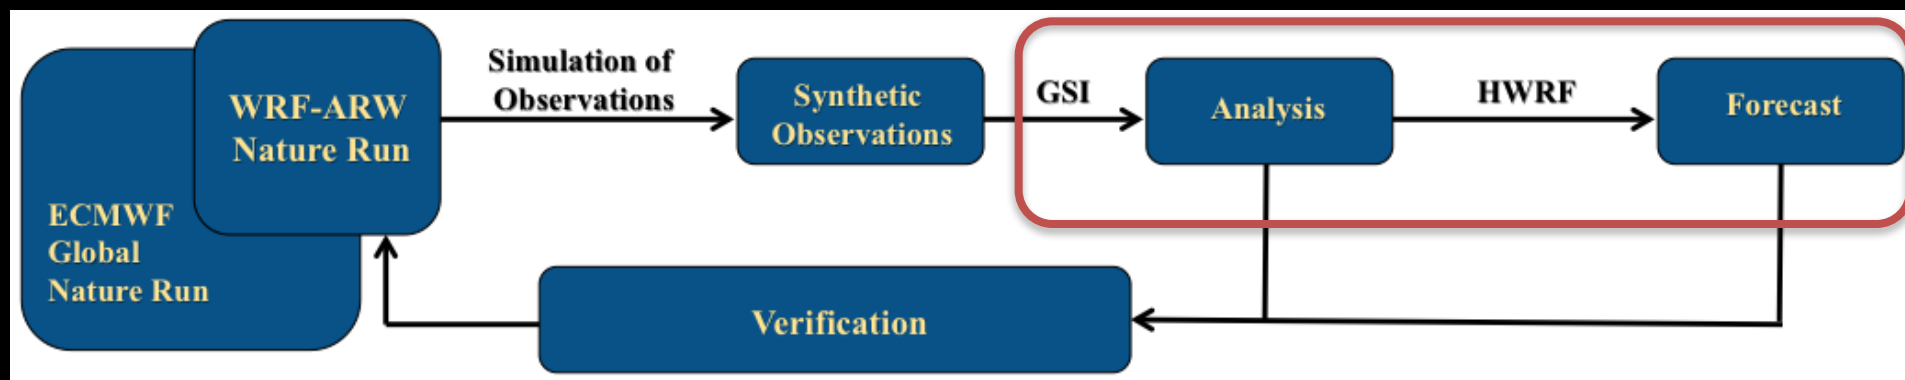 WRF-ARW
Nature Run
ECMWF
Global
Nature Run
Simulation of
Observations
Synthetic
Observations
GSI
Analysis
HWRF
Forecast
Verification